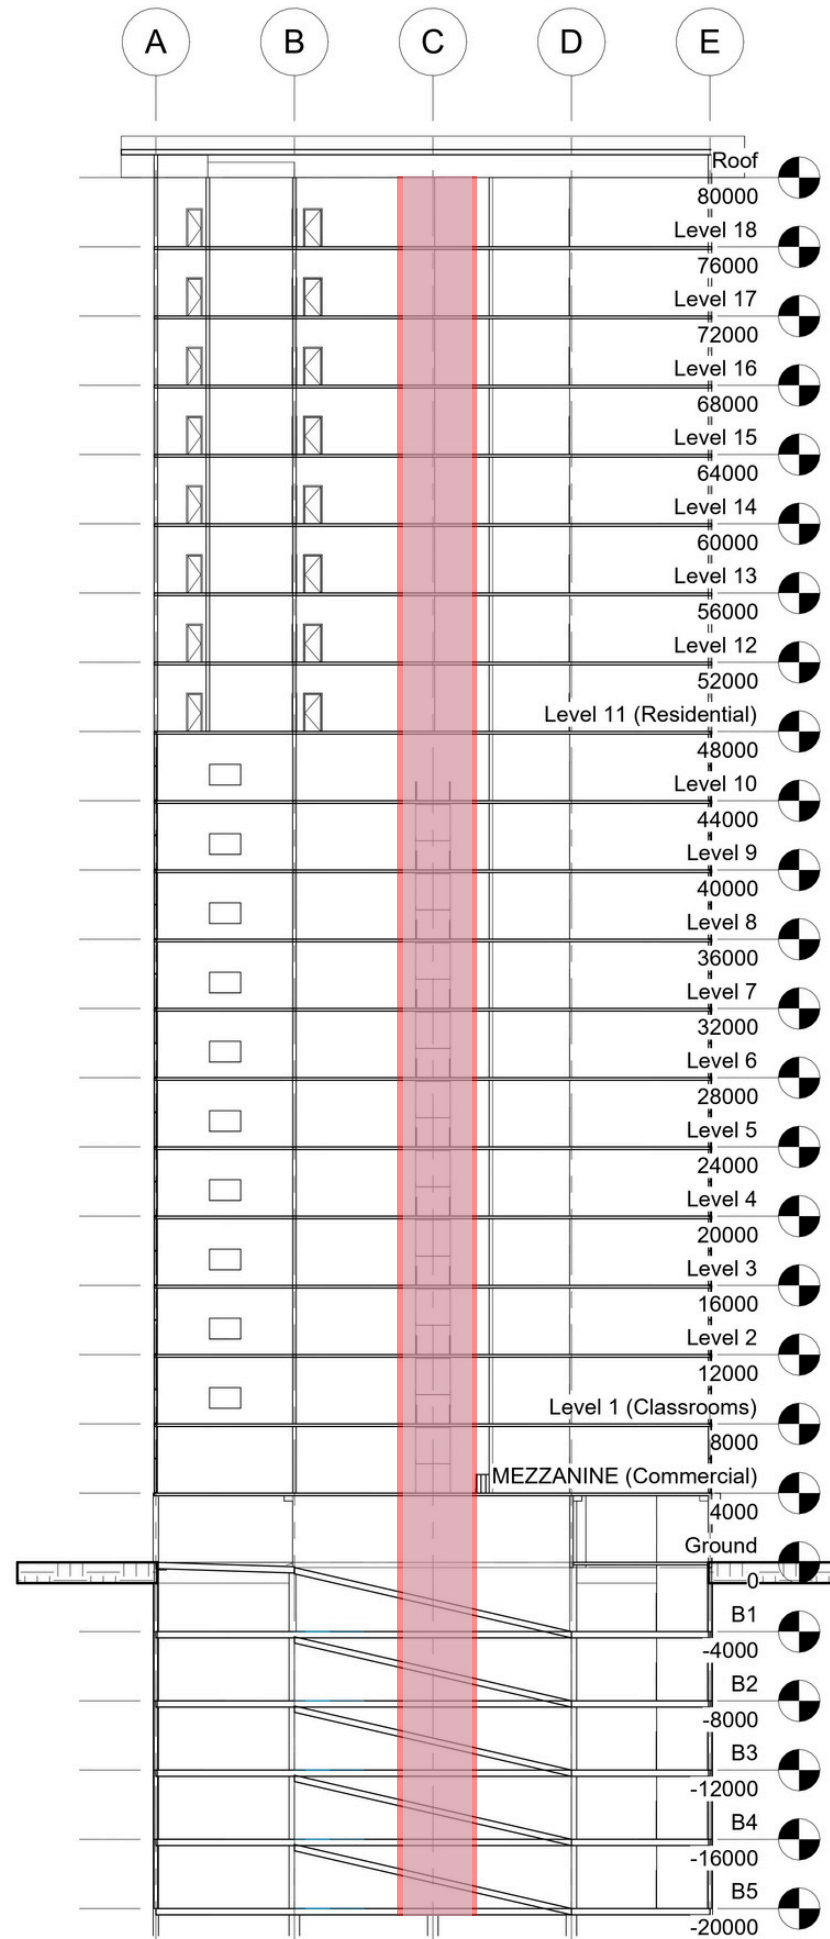 A B C D E
Roof
80000
Level 18
76000
Level 17
72000
Level 16
68000
Level 15
64000
Level 14
60000
Level 13
56000
Level 12
52000
Level 11 (Residential)
48000
Level 10
44000
Level 9
40000
Level 8
36000
Level 7
32000
Level 6
28000
Level 5
24000
Level 4
20000
Level 3
16000
Level 2
12000
Level 1 (Classrooms)
8000
MEZZANINE (Commercial)
4000
Ground
0
B1
-4000
B2
-8000
B3
-12000
B4
-16000
B5
-20000